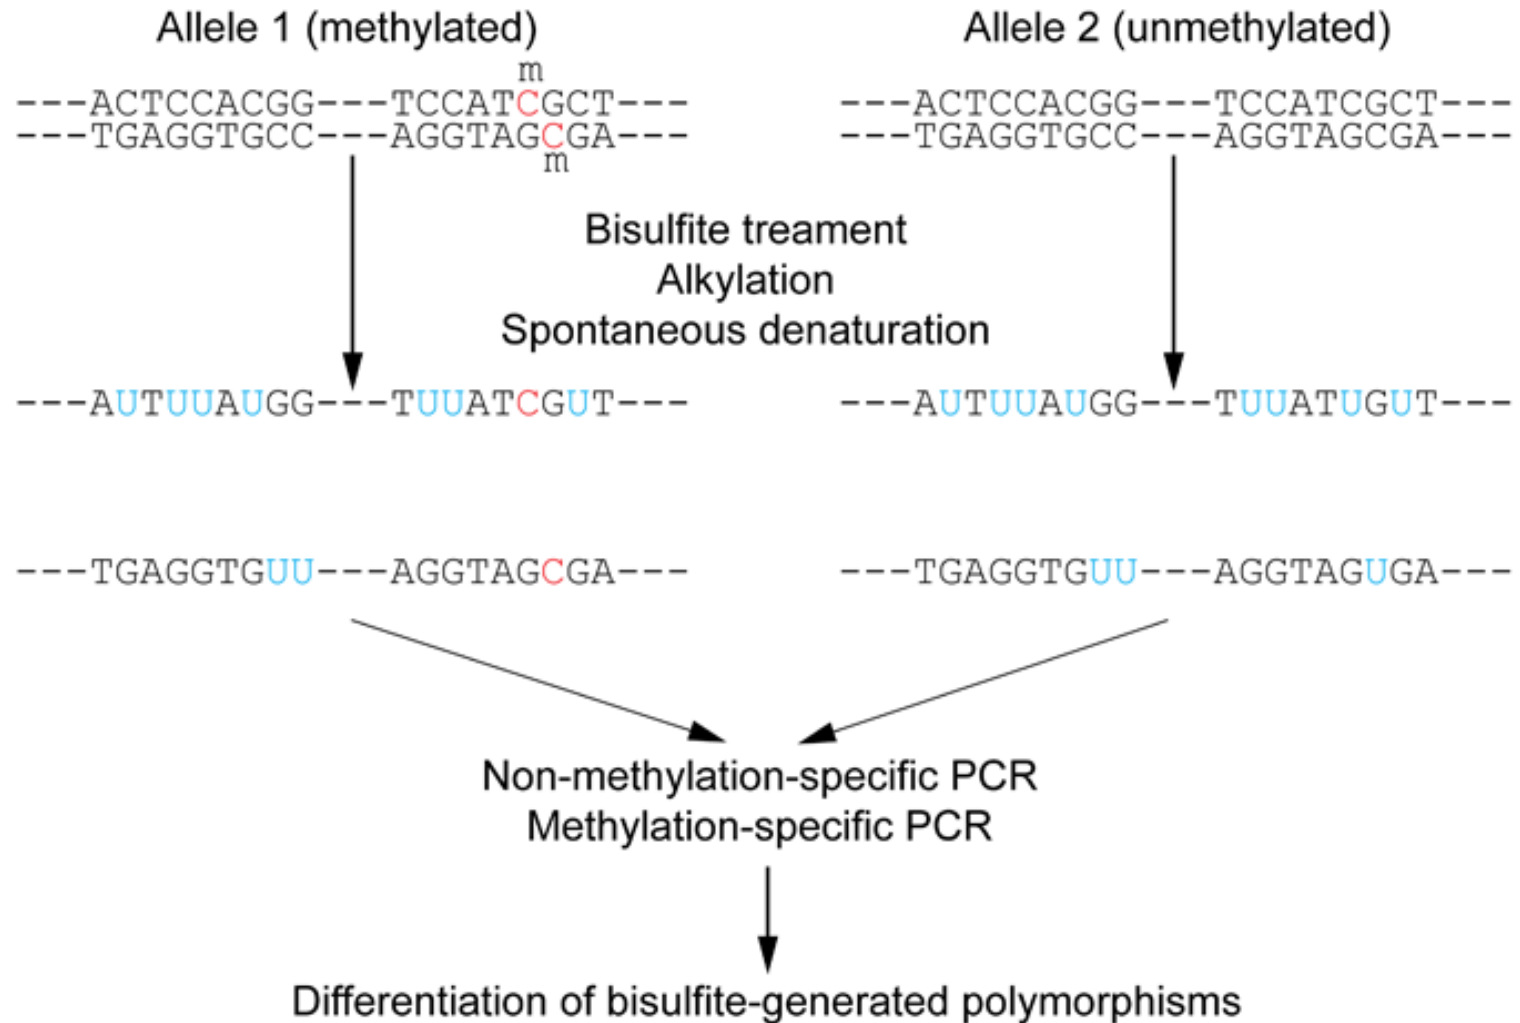 Allele 1 (methylated) Allele 2 (unmethylated)
m
---ACTCCACGG---TCCATCGCT--- ---ACTCCACGG---TCCATCGCT---
---TGAGGTGCC---AGGTAGCGA--- ---TGAGGTGCC---AGGTAGCGA---
m
Bisulfite treament
Alkylation
Spontaneous denaturation
---AUTUUAUGG---TUUATCGUT--- ---AUTUUAUGG---TUUATUGUT---
---TGAGGTGUU---AGGTAGCGA--- ---TGAGGTGUU---AGGTAGUGA---
Non-methylation-specific PCR
Methylation-specific PCR
Differentiation of bisulfite-generated polymorphisms